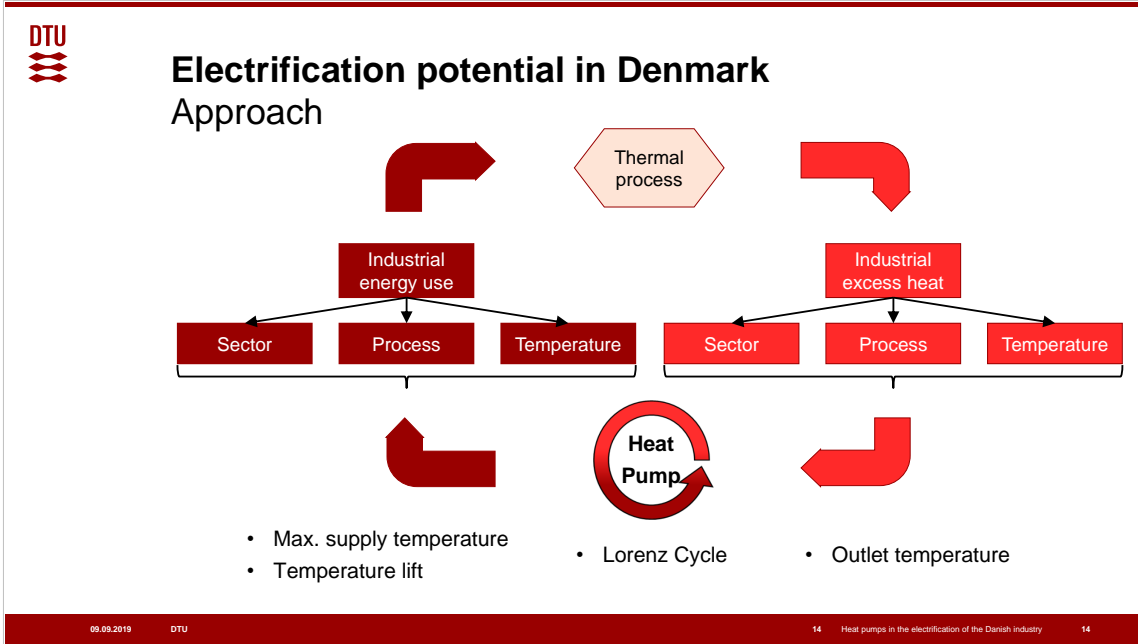 DTU
Electrification potential in Denmark
Approach
Thermal
process
Industrial
energy use
Industrial
excess heat
Sector
Process
Temperature
Sector
Process
Temperature
Heat
Pump
• Max. supply temperature
• Temperature lift
• Lorenz Cycle
• Outlet temperature
09.09.2019 DTU 14 Heat pumps in the electrification of the Danish industry 14